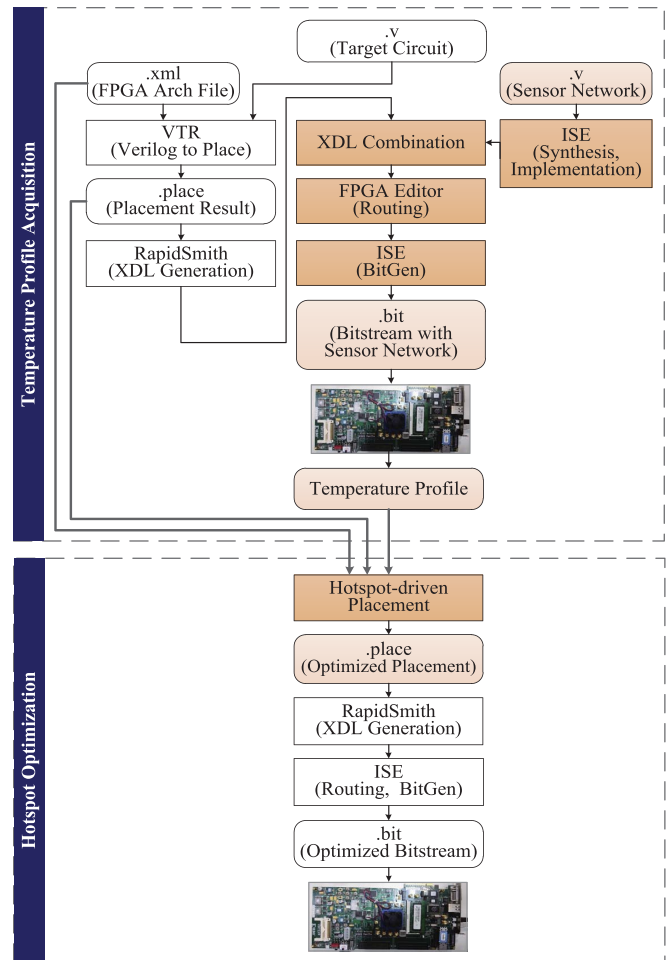 Temperature Profile Acquisition
.v
(Target Circuit)
.xml
(FPGA Arch File)
.v
(Sensor Network)
VTR
(Verilog to Place)
XDL Combination
ISE
(Synthesis,
Implementation)
.place
(Placement Result)
FPGA Editor
(Routing)
RapidSmith
(XDL Generation)
ISE
(BitGen)
.bit
(Bitstream with
Sensor Network)
Temperature Profile
Hotspot Optimization
Hotspot-driven
Placement
.place
(Optimized Placement)
RapidSmith
(XDL Generation)
ISE
(Routing, BitGen)
.bit
(Optimized Bitstream)